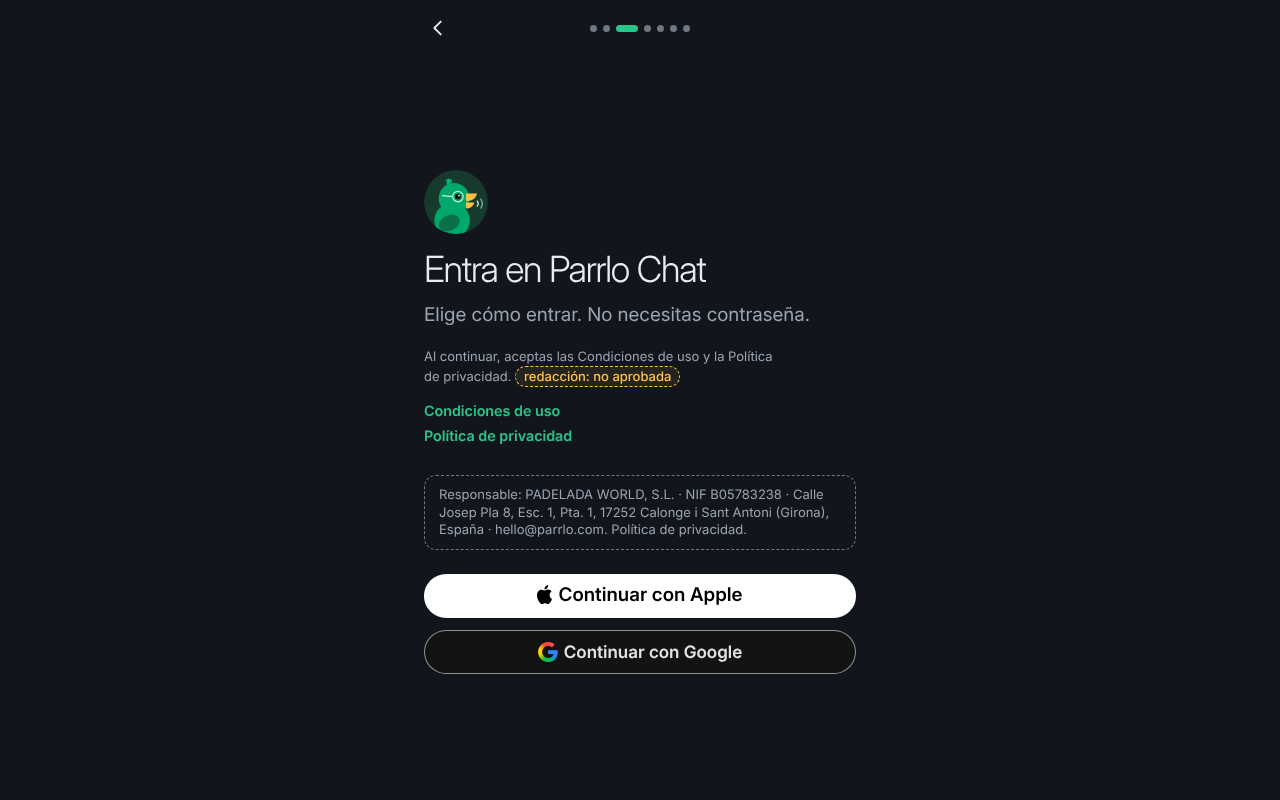 Entra en Parrlo Chat
Elige cómo entrar. No necesitas contraseña.
Al continuar, aceptas las Condiciones de uso y la Política
de privacidad. redacción: no aprobada
Condiciones de uso
Política de privacidad
Responsable: PADELADA WORLD, S.L. · NIF B05783238 · Calle
Josep Pla 8, Esc. 1, Pta. 1, 17252 Calonge i Sant Antoni (Girona),
España · hello@parrlo.com. Política de privacidad.
Continuar con Apple
Continuar con Google